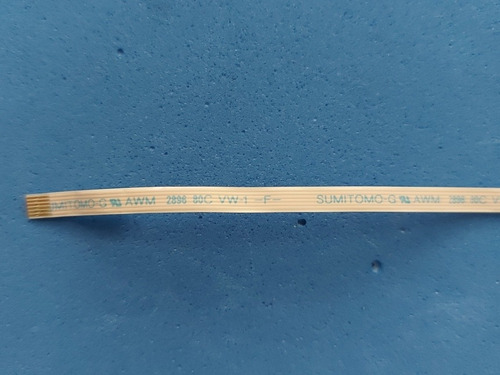 SUMITOMO-G AWM 2896 80C VW-1 -F- SUMITOMO-G AWM 2896 80C V